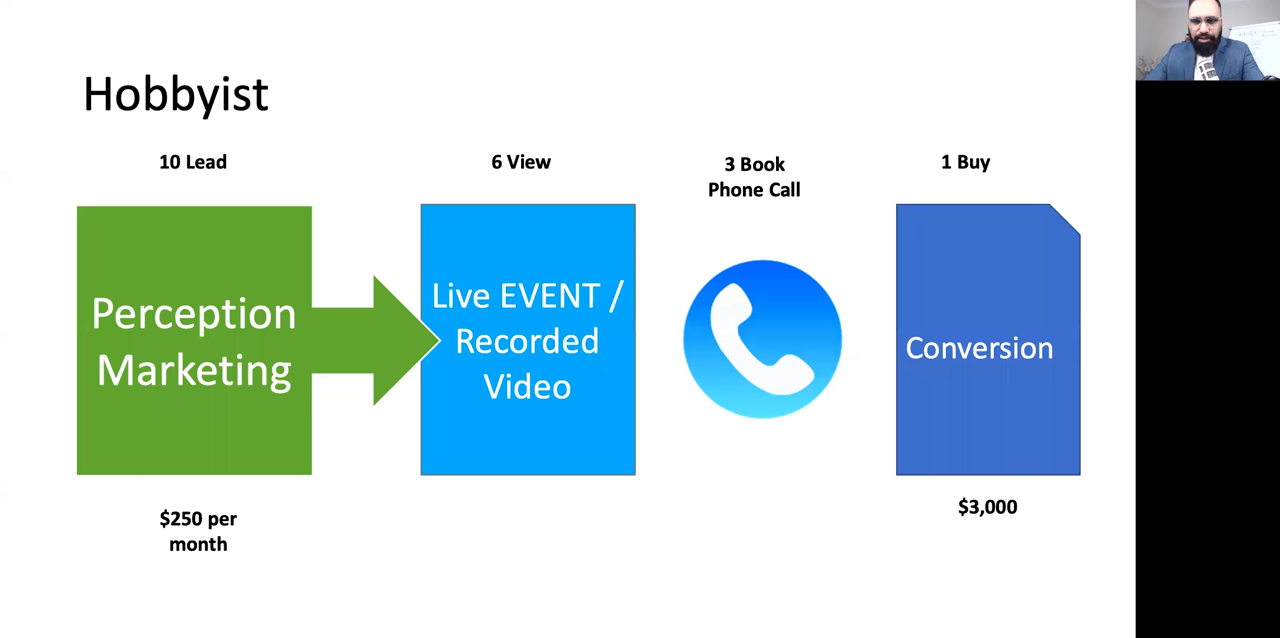 Hobbyist
10 Lead
6 View
3 Book
Phone Call
1 Buy
Perception
Marketing
Live EVENT /
Recorded
Video
Conversion
$250 per
month
$3,000